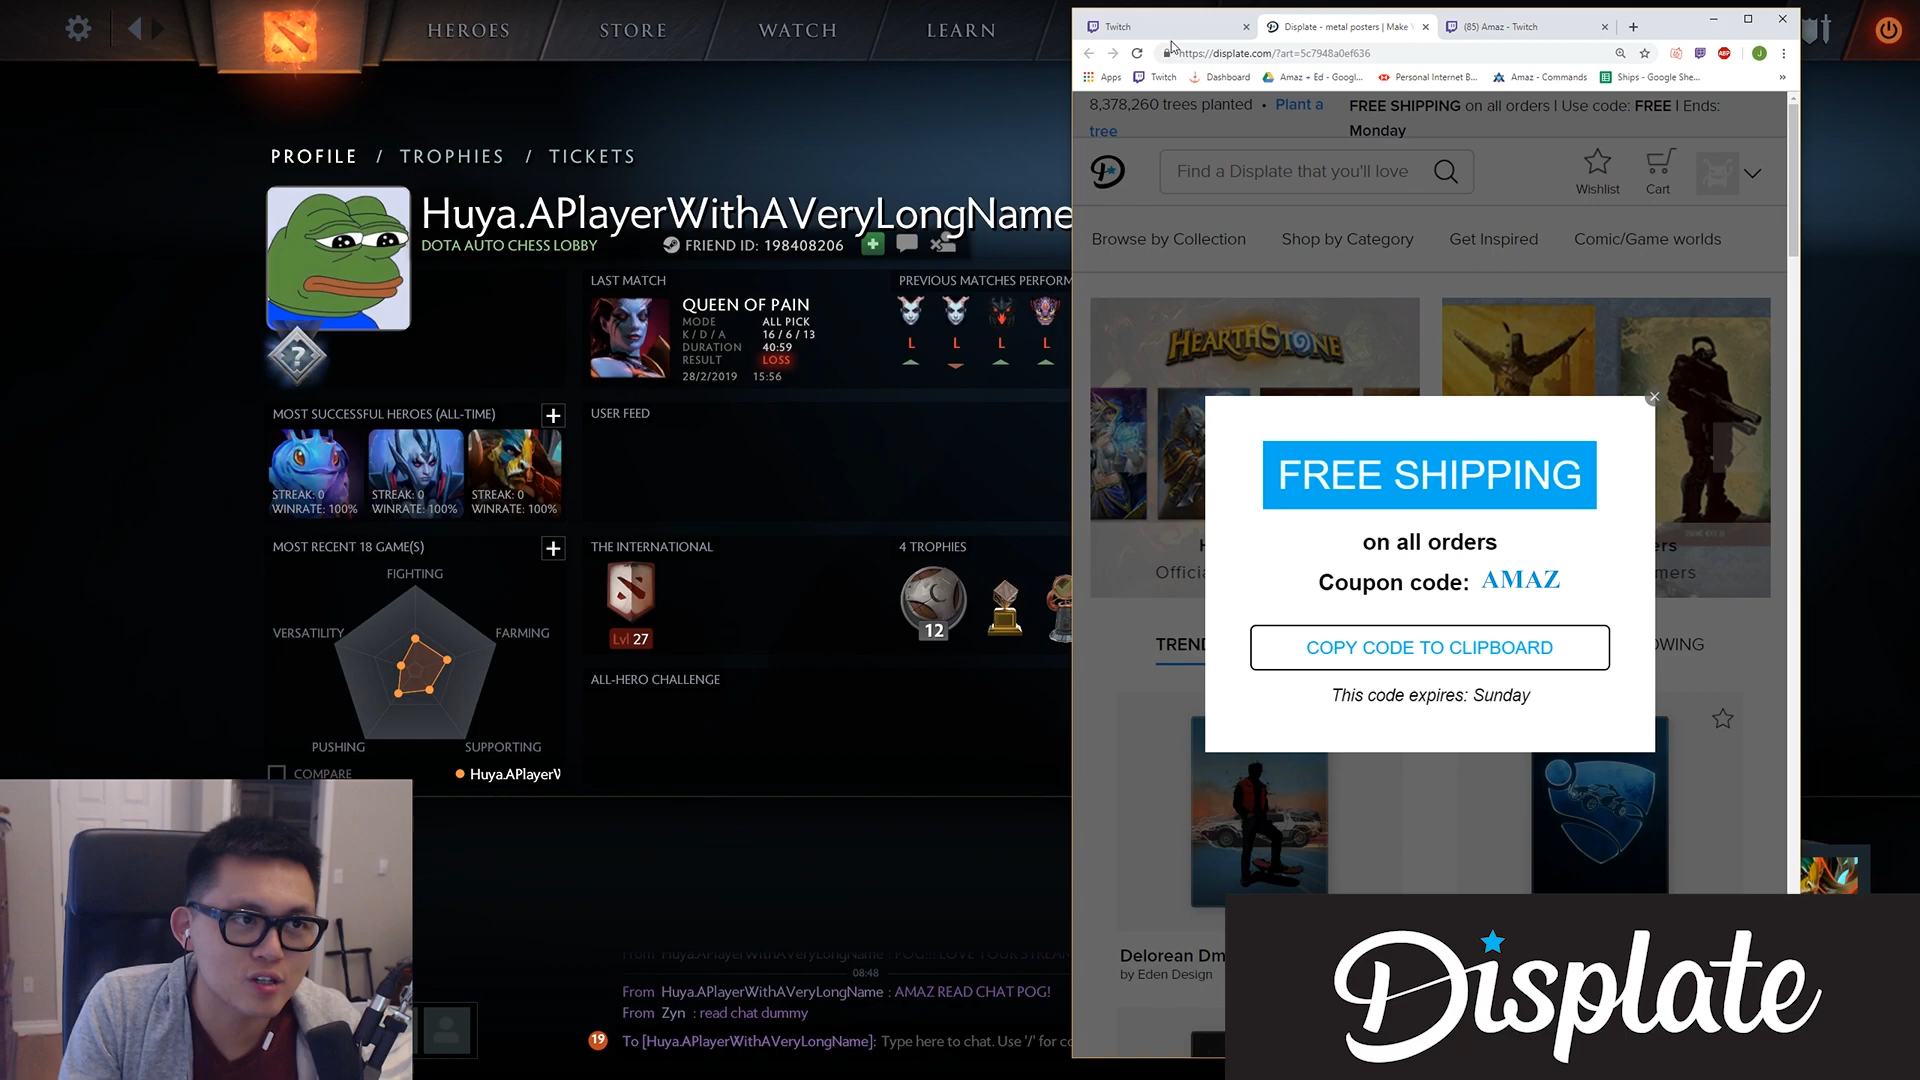 HEROES
STORE
WATCH
LEARN
PROFILE / TROPHIES / TICKETS
Huya.APlayerWithAVeryLongName
DOTA AUTO CHESS LOBBY
FRIEND ID: 198408206
LAST MATCH
QUEEN OF PAIN
MODE ALL PICK
K / D / A 16 / 6 / 13
DURATION 40:59
RESULT LOSS
28/2/2019 15:56
PREVIOUS MATCHES PERFORM
L L L L
MOST SUCCESSFUL HEROES (ALL-TIME)
STREAK: 0 STREAK: 0 STREAK: 0
WINRATE: 100% WINRATE: 100% WINRATE: 100%
USER FEED
MOST RECENT 18 GAME(S)
FIGHTING
VERSATILITY
FARMING
PUSHING
SUPPORTING
COMPARE
Huya.APlayerV
THE INTERNATIONAL
Lvl 27
4 TROPHIES
12
ALL-HERO CHALLENGE
08:48
From Huya.APlayerWithAVeryLongName : AMAZ READ CHAT POG!
From Zyn : read chat dummy
19
To [Huya.APlayerWithAVeryLongName]: Type here to chat. Use '/' for co
Twitch
Displate - metal posters | Make
(85) Amaz - Twitch
https://displate.com/?art=5c7948a0ef636
ABP
J
Apps
Twitch
Dashboard
Amaz + Ed - Googl...
Personal Internet B...
Amaz - Commands
Ships - Google She...
8,378,260 trees planted • Plant a
tree
FREE SHIPPING on all orders | Use code: FREE | Ends:
Monday
Find a Displate that you'll love
Wishlist
Cart
Browse by Collection
Shop by Category
Get Inspired
Comic/Game worlds
HEARTHSTONE
H
Officia
ers
mers
FREE SHIPPING
on all orders
Coupon code: AMAZ
COPY CODE TO CLIPBOARD
This code expires: Sunday
TREND
OWING
Delorean Dm
by Eden Design
Displate